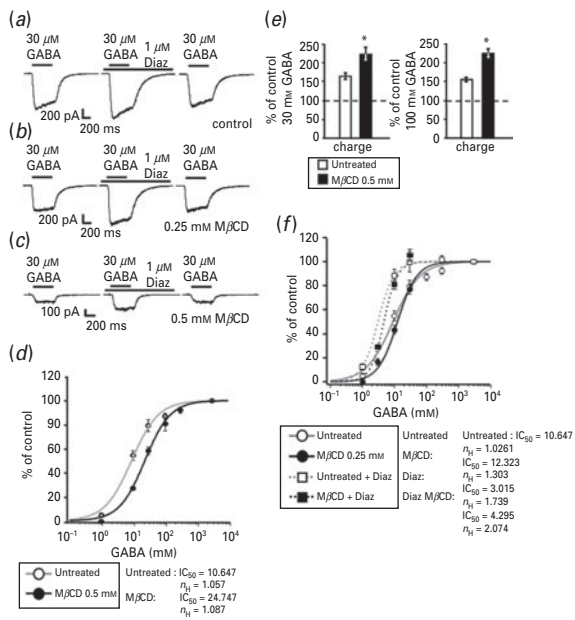 (a)
30 μM 30 μM 1 μM 30 μM
GABA GABA Diaz GABA
200 pA
200 ms
control
(b)
30 μM 30 μM 1 μM 30 μM
GABA GABA Diaz GABA
200 pA
200 ms
0.25 mM MβCD
(c)
30 μM 30 μM 1 μM 30 μM
GABA GABA Diaz GABA
100 pA
200 ms
0.5 mM MβCD
(d)
% of control
120
100
80
60
40
20
0
10⁻¹ 10⁰ 10¹ 10² 10³ 10⁴
GABA (mM)
Untreated
MβCD 0.5 mM
Untreated : IC50 = 10.647
nH = 1.057
MβCD: IC50 = 24.747
nH = 1.087
(e)
% of control
30 mM GABA
250
200
150
100
50
0
*
charge
% of control
100 mM GABA
250
200
150
100
50
0
*
charge
Untreated
MβCD 0.5 mM
(f)
% of control
120
100
80
60
40
20
0
10⁻¹ 10⁰ 10¹ 10² 10³ 10⁴
GABA (mM)
Untreated
MβCD 0.25 mM
Untreated + Diaz
MβCD + Diaz
Untreated Untreated : IC50 = 10.647
MβCD: nH = 1.0261
IC50 = 12.323
Diaz: nH = 1.303
IC50 = 3.015
Diaz MβCD: nH = 1.739
IC50 = 4.295
nH = 2.074